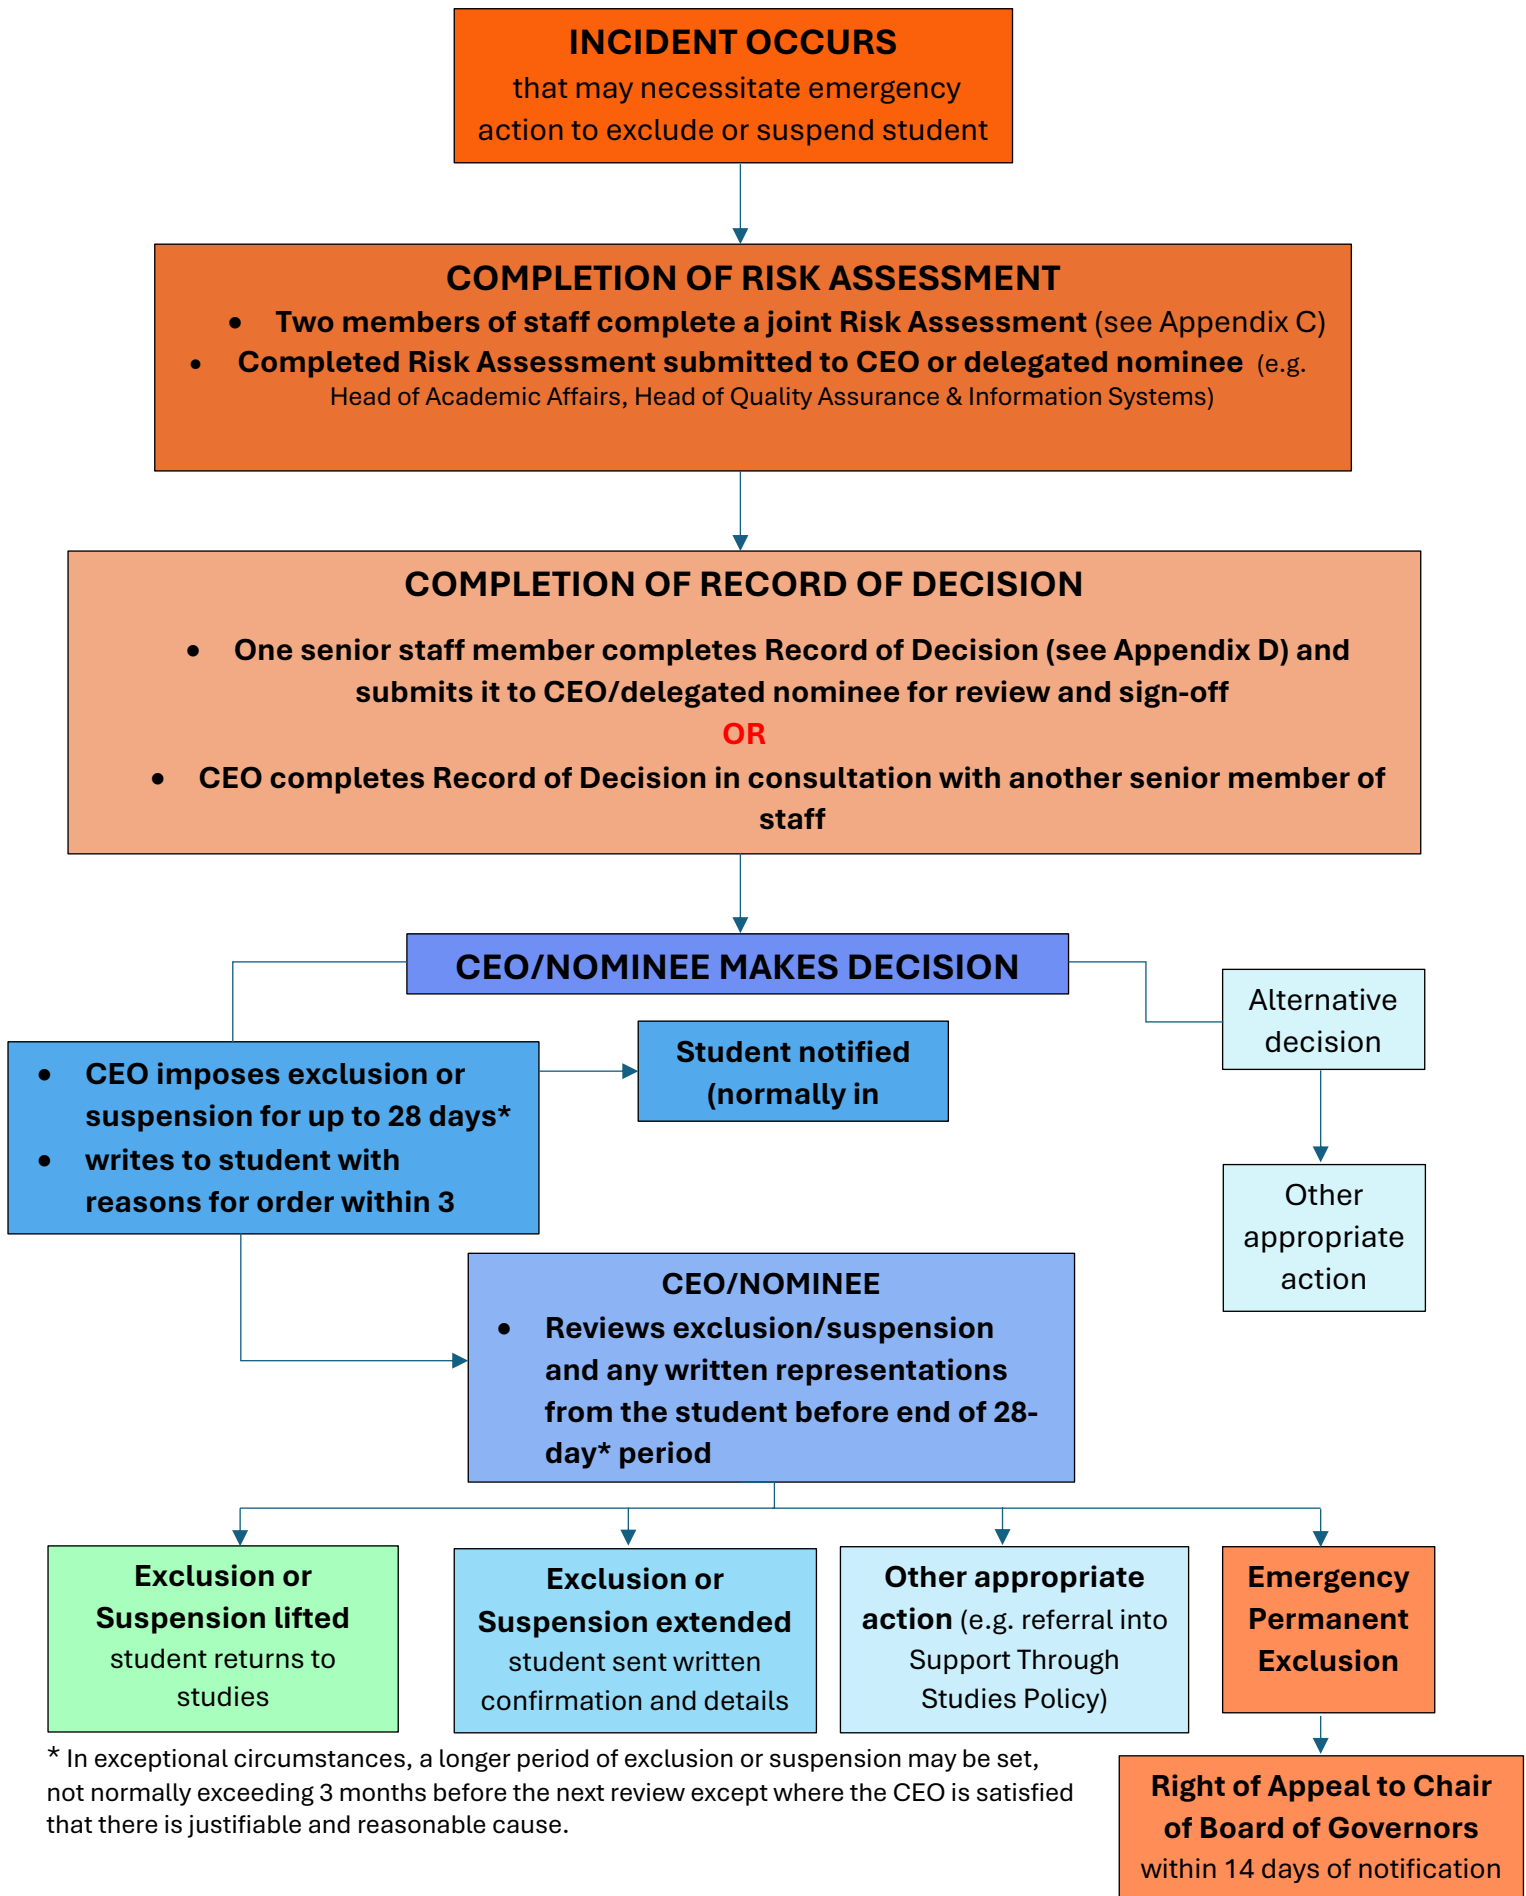 INCIDENT OCCURS
that may necessitate emergency
action to exclude or suspend student
COMPLETION OF RISK ASSESSMENT
• Two members of staff complete a joint Risk Assessment (see Appendix C)
• Completed Risk Assessment submitted to CEO or delegated nominee (e.g.
Head of Academic Affairs, Head of Quality Assurance & Information Systems)
COMPLETION OF RECORD OF DECISION
• One senior staff member completes Record of Decision (see Appendix D) and
submits it to CEO/delegated nominee for review and sign-off
OR
• CEO completes Record of Decision in consultation with another senior member of
staff
CEO/NOMINEE MAKES DECISION
Alternative
decision
Student notified
(normally in
• CEO imposes exclusion or
suspension for up to 28 days*
• writes to student with
reasons for order within 3
Other
appropriate
action
CEO/NOMINEE
• Reviews exclusion/suspension
and any written representations
from the student before end of 28-
day* period
Exclusion or
Suspension lifted
student returns to
studies
Exclusion or
Suspension extended
student sent written
confirmation and details
Other appropriate
action (e.g. referral into
Support Through
Studies Policy)
Emergency
Permanent
Exclusion
* In exceptional circumstances, a longer period of exclusion or suspension may be set,
not normally exceeding 3 months before the next review except where the CEO is satisfied
that there is justifiable and reasonable cause.
Right of Appeal to Chair
of Board of Governors
within 14 days of notification